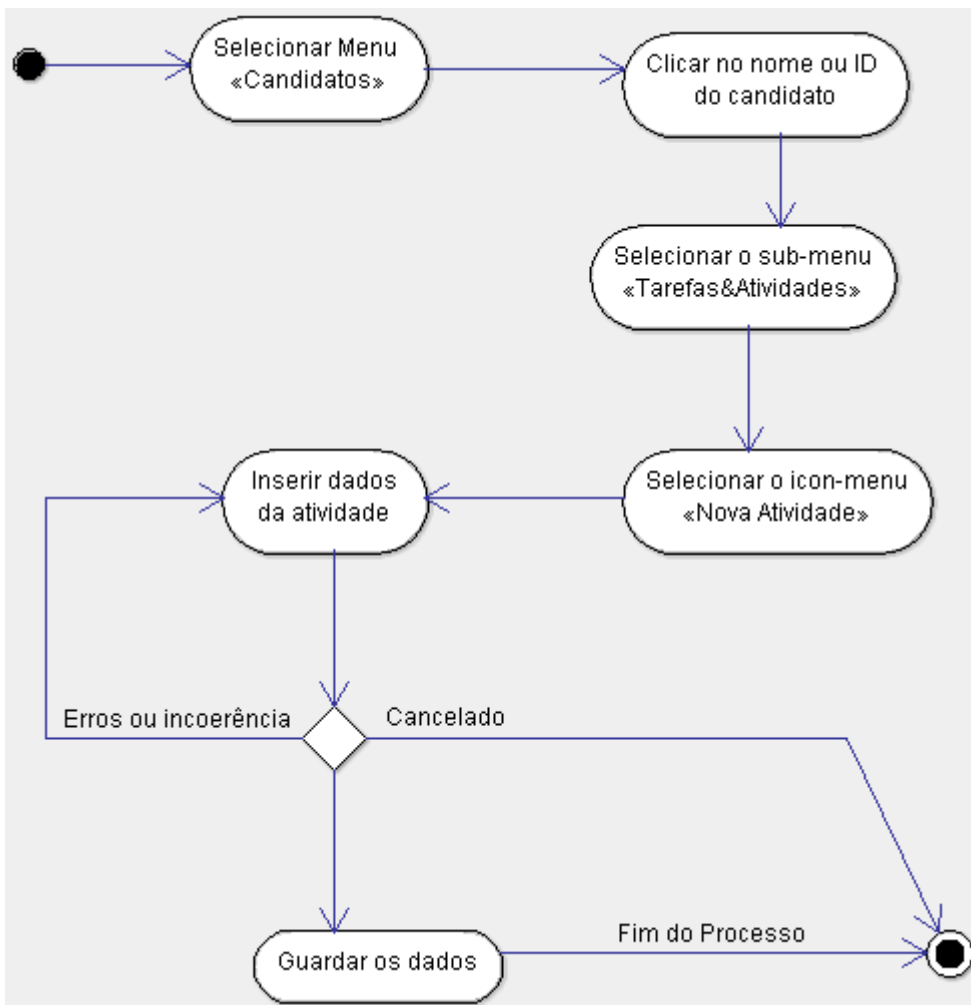 Selecionar Menu
«Candidatos»
Clicar no nome ou ID
do candidato
Selecionar o sub-menu
«Tarefas&Atividades»
Selecionar o icon-menu
«Nova Atividade»
Inserir dados
da atividade
Erros ou incoerência
Cancelado
Guardar os dados
Fim do Processo